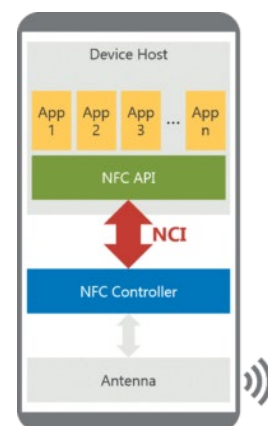 Device Host
App App App ... App
1 2 3 n
NFC API
NCI
NFC Controller
Antenna